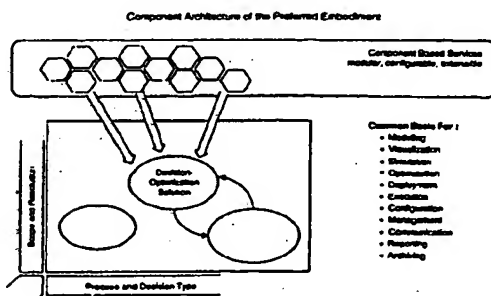 Component Architecture of the Preferred Embodiment
Component Based Services
modular, configurable, extensible
Decision
Optimization
Solution
Common Basis For :
• Modeling
• Visualization
• Simulation
• Optimization
• Deployment
• Execution
• Configuration
• Management
• Communication
• Reporting
• Archiving
Scope and Resolution
Process and Decision Type